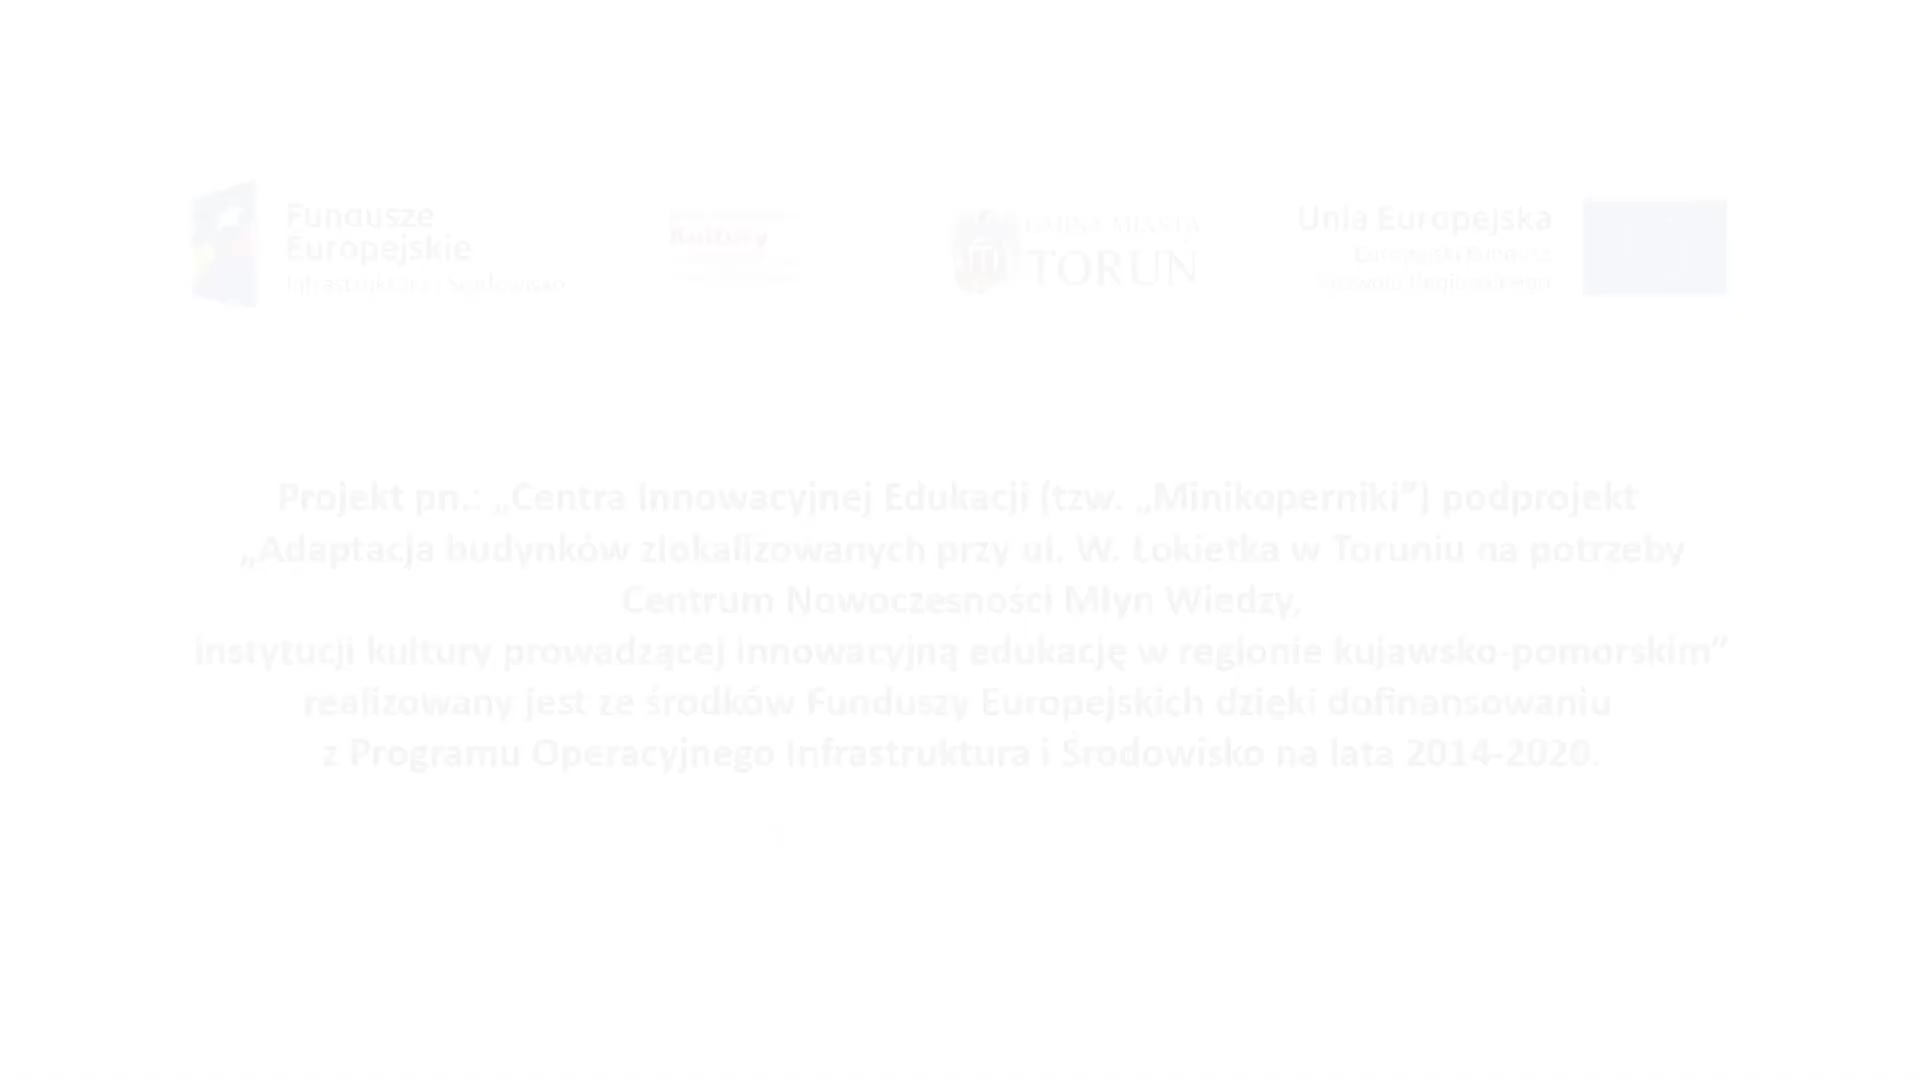 Fundusze
Europejskie
Infrastruktura i Środowisko
Kultury
GMINA MIASTA
TORUŃ
Unia Europejska
Europejski Fundusz
Rozwoju Regionalnego
Projekt pn.: „Centra Innowacyjnej Edukacji (tzw. „Minikoperniki”) podprojekt
„Adaptacja budynków zlokalizowanych przy ul. W. Łokietka w Toruniu na potrzeby
Centrum Nowoczesności Młyn Wiedzy,
instytucji kultury prowadzącej innowacyjną edukację w regionie kujawsko-pomorskim”
realizowany jest ze środków Funduszy Europejskich dzięki dofinansowaniu
z Programu Operacyjnego Infrastruktura i Środowisko na lata 2014-2020.